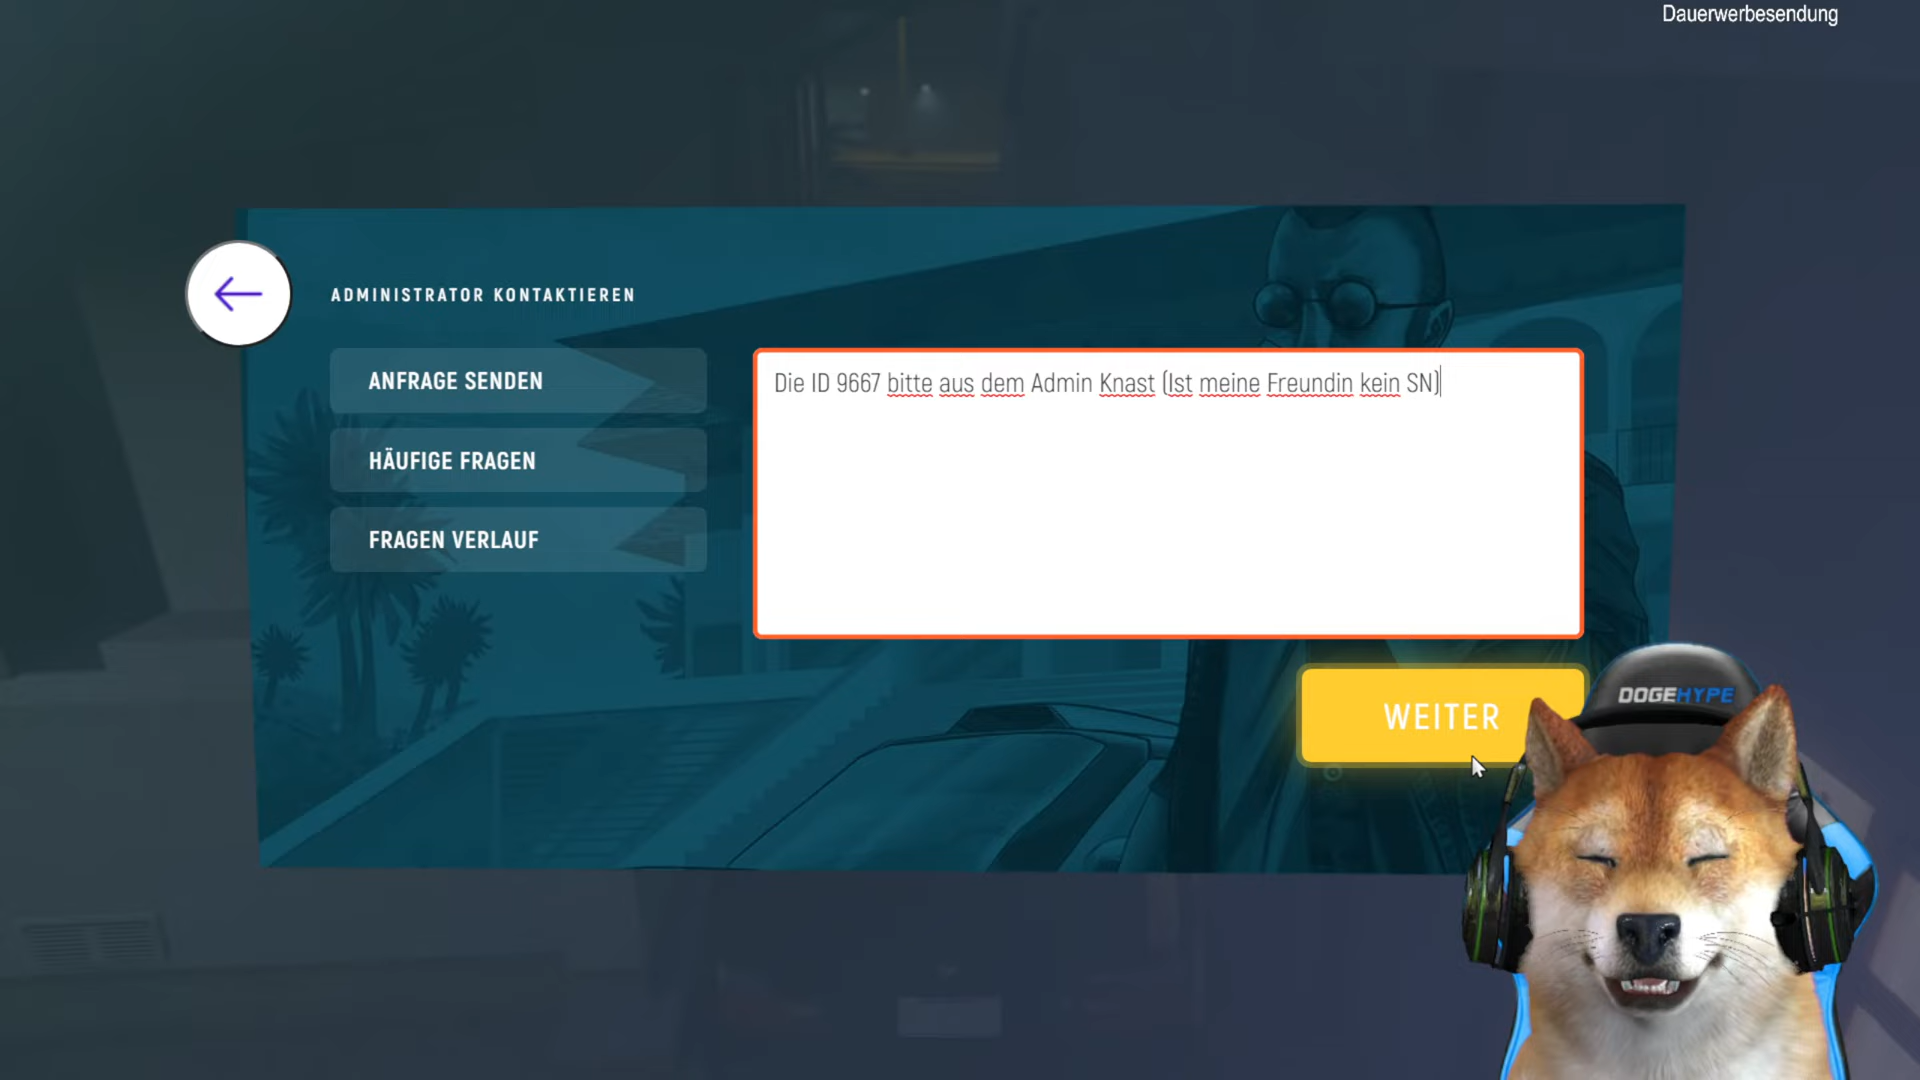 Dauerwerbesendung
ADMINISTRATOR KONTAKTIEREN
ANFRAGE SENDEN
HÄUFIGE FRAGEN
FRAGEN VERLAUF
Die ID 9667 bitte aus dem Admin Knast (Ist meine Freundin kein SN)
WEITER
DOGEHYPE